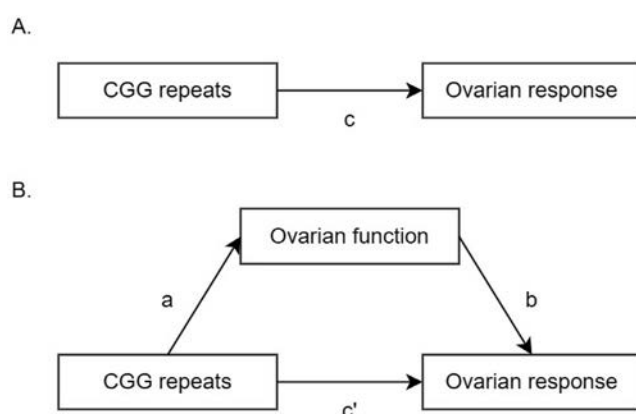 A.
CGG repeats
Ovarian response
c
B.
Ovarian function
a
b
CGG repeats
Ovarian response
c'